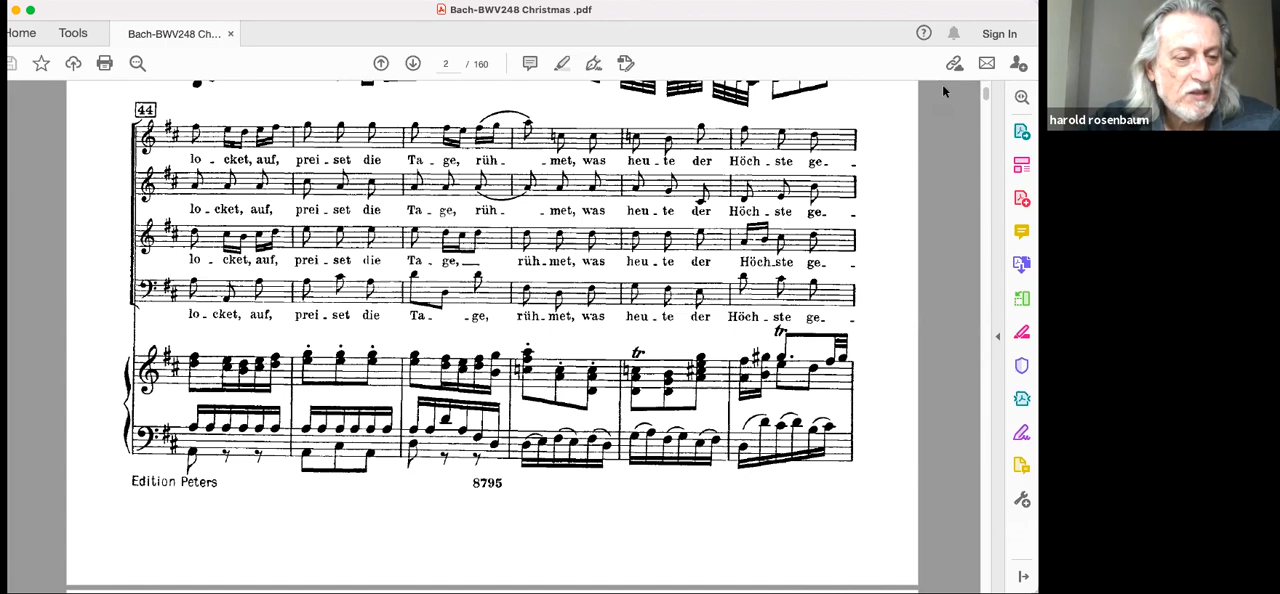 Bach-BWV248 Christmas .pdf
Home Tools Bach-BWV248 Ch... × Sign In
2 / 160
harold rosenbaum
44
lo - cket, auf, prei - set die Ta - ge, rüh - met, was heu - te der Höch - ste ge -
lo - cket, auf, prei - set die Ta - ge, rüh - met, was heu - te der Höch - ste ge -
lo - cket, auf, prei - set die Ta - ge, rüh - met, was heu - te der Höch - ste ge -
lo - cket, auf, prei - set die Ta - ge, rüh - met, was heu - te der Höch - ste ge -
tr
tr
Edition Peters 8795